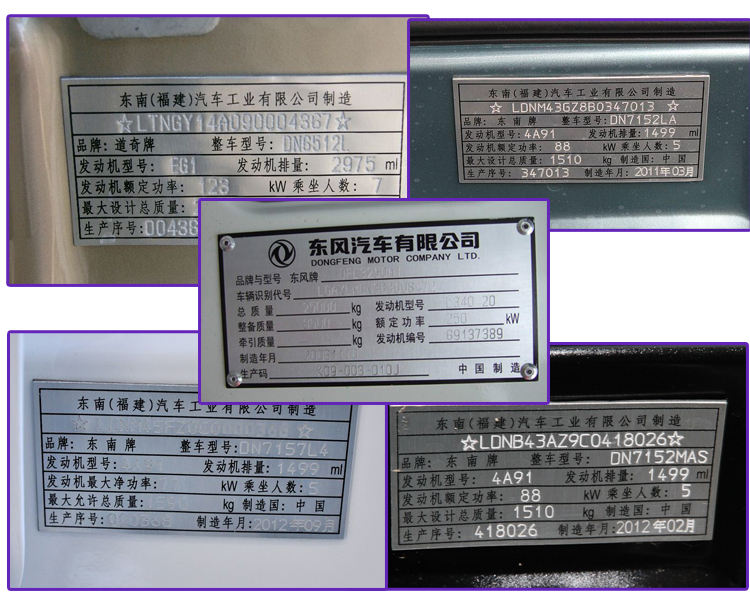 东南(福建)汽车工业有限公司制造
☆LTNGY14A090004367☆
品牌: 道奇牌 整车型号: DN6512L
发动机型号: EG1 发动机排量: 2975 ml
发动机额定功率: 126 kW 乘坐人数: 7
最大设计总质量:
生产序号:
东南(福建)汽车工业有限公司制造
☆ LDNM43GZ8B0347013 ☆
品牌: 东南牌 整车型号: DN7152LA
发动机型号: 4A91 发动机排量: 1499 ml
发动机额定功率: 88 kW 乘坐人数: 5
最大设计总质量: 1510 kg 制造国: 中国
生产序号: 347013 制造年月: 2011年03月
东风汽车有限公司
DONGFENG MOTOR COMPANY LTD.
品牌与型号 东风牌
车辆识别代号
总质量 kg 发动机型号
整备质量 kg 额定功率 kW
牵引质量 kg 发动机编号 69137389
制造年月
生产码 中国制造
东南(福建)汽车工业有限公司制造
品牌: 东南牌 整车型号: DN7157L4
发动机型号: 发动机排量: 1499 ml
发动机最大净功率: kW 乘坐人数: 5
最大允许总质量: kg 制造国: 中国
生产序号: 制造年月: 2012年09月
东南(福建)汽车工业有限公司制造
☆LDNB43AZ9C0418026☆
品牌: 东南牌 整车型号: DN7152MAS
发动机型号: 4A91 发动机排量: 1499 ml
发动机额定功率: 88 kW 乘坐人数: 5
最大设计总质量: 1510 kg 制造国: 中国
生产序号: 418026 制造年月: 2012年02月